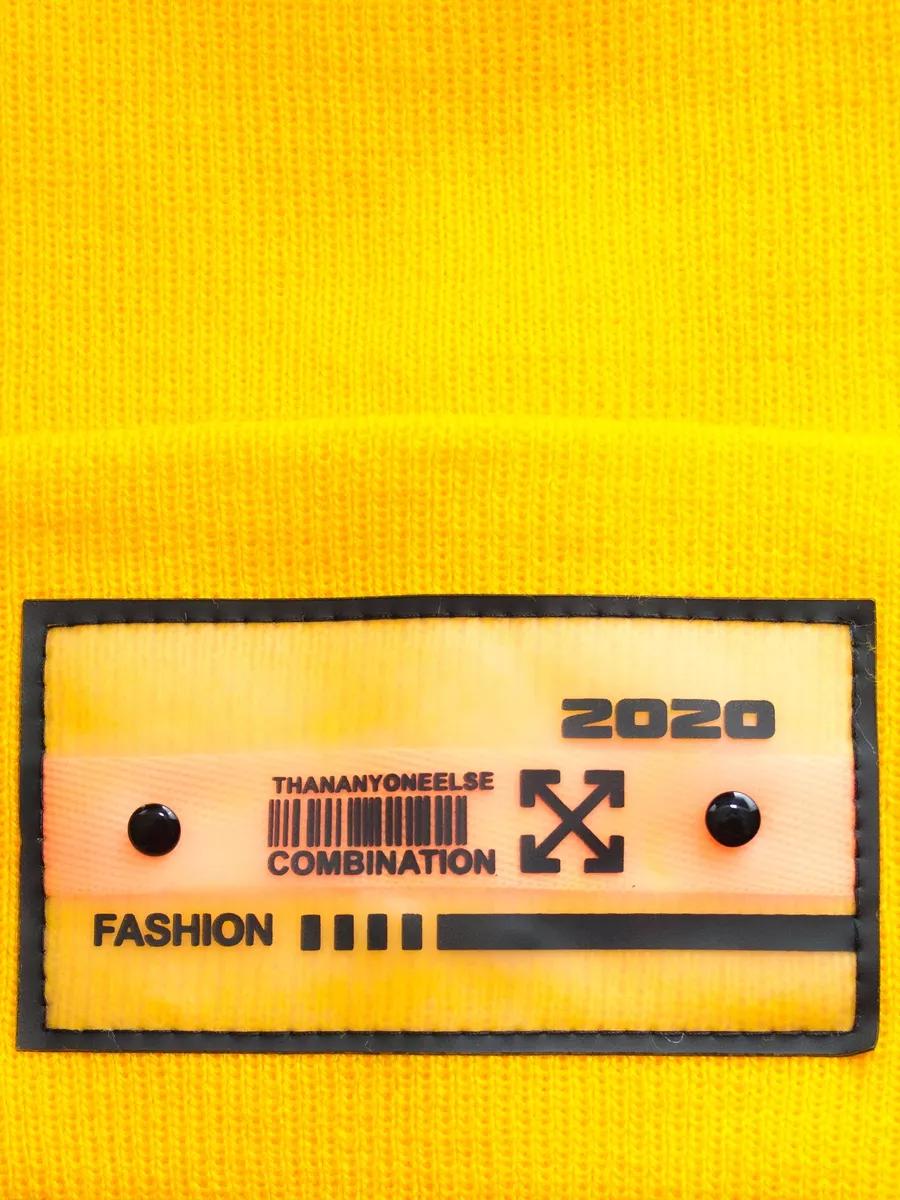 2020
THANANYONEELSE
COMBINATION
FASHION